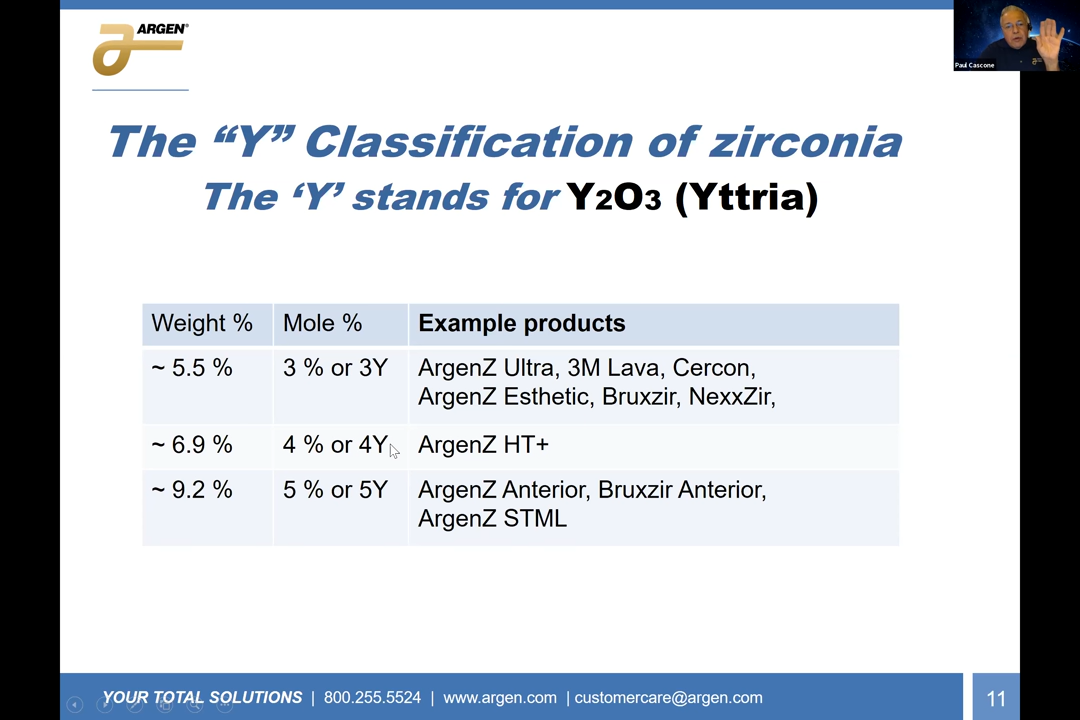 ARGEN®
Paul Cascone
The “Y” Classification of zirconia
The ‘Y’ stands for Y2O3 (Yttria)
Weight % Mole % Example products
~ 5.5 % 3 % or 3Y ArgenZ Ultra, 3M Lava, Cercon,
ArgenZ Esthetic, Bruxzir, NexxZir,
~ 6.9 % 4 % or 4Y ArgenZ HT+
~ 9.2 % 5 % or 5Y ArgenZ Anterior, Bruxzir Anterior,
ArgenZ STML
YOUR TOTAL SOLUTIONS | 800.255.5524 | www.argen.com | customercare@argen.com 11